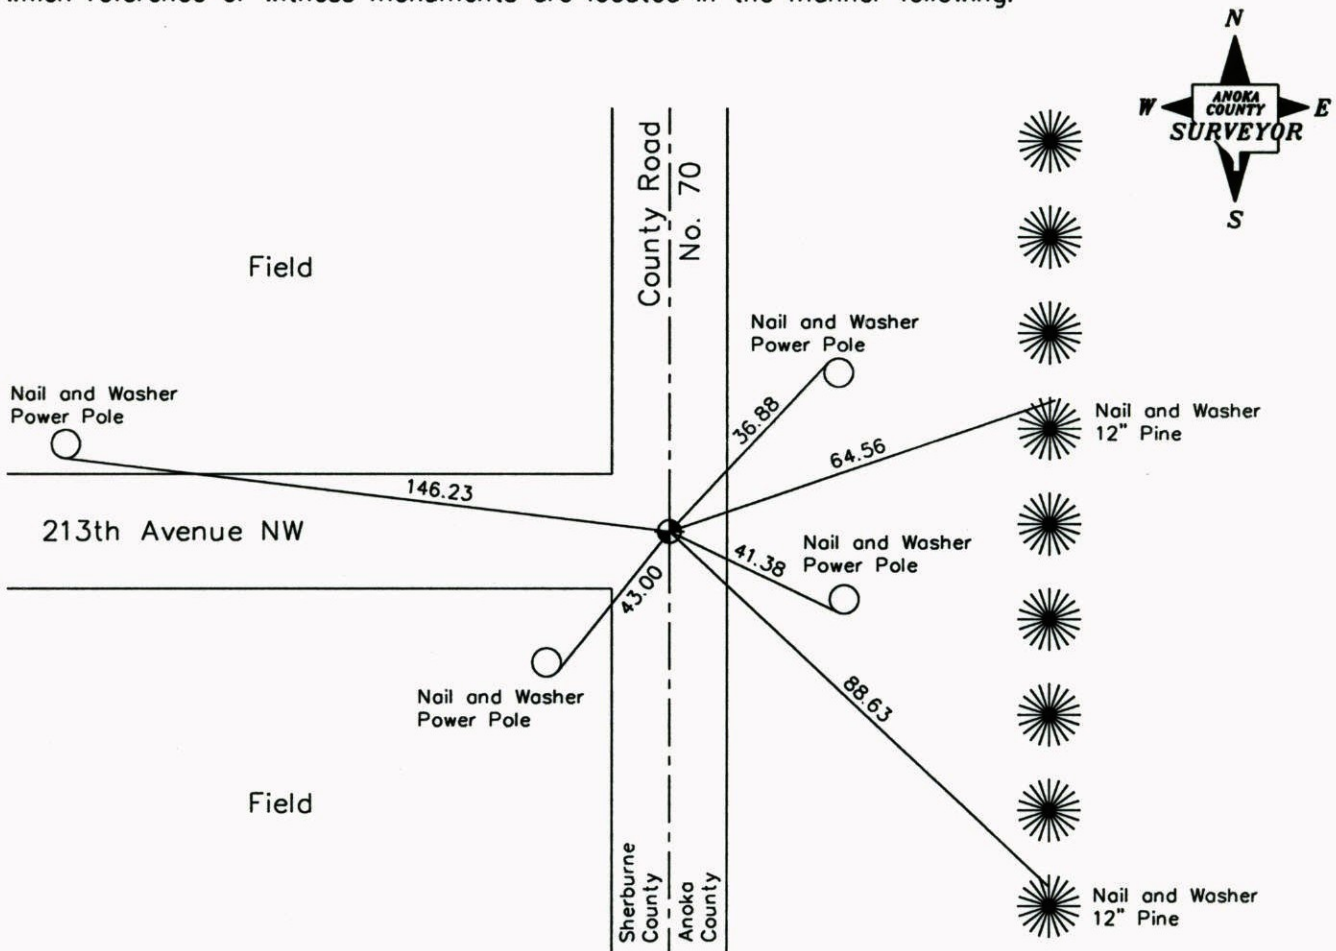 which reference or witness monuments are located in the manner following:
N
W
ANOKA
COUNTY
E
SURVEYOR
S
County Road
No. 70
Field
Nail and Washer
Power Pole
Nail and Washer
Power Pole
36.88
64.56
Nail and Washer
12" Pine
146.23
213th Avenue NW
41.38
Nail and Washer
Power Pole
43.00
Nail and Washer
Power Pole
88.63
Field
Sherburne
County
Anoka
County
Nail and Washer
12" Pine